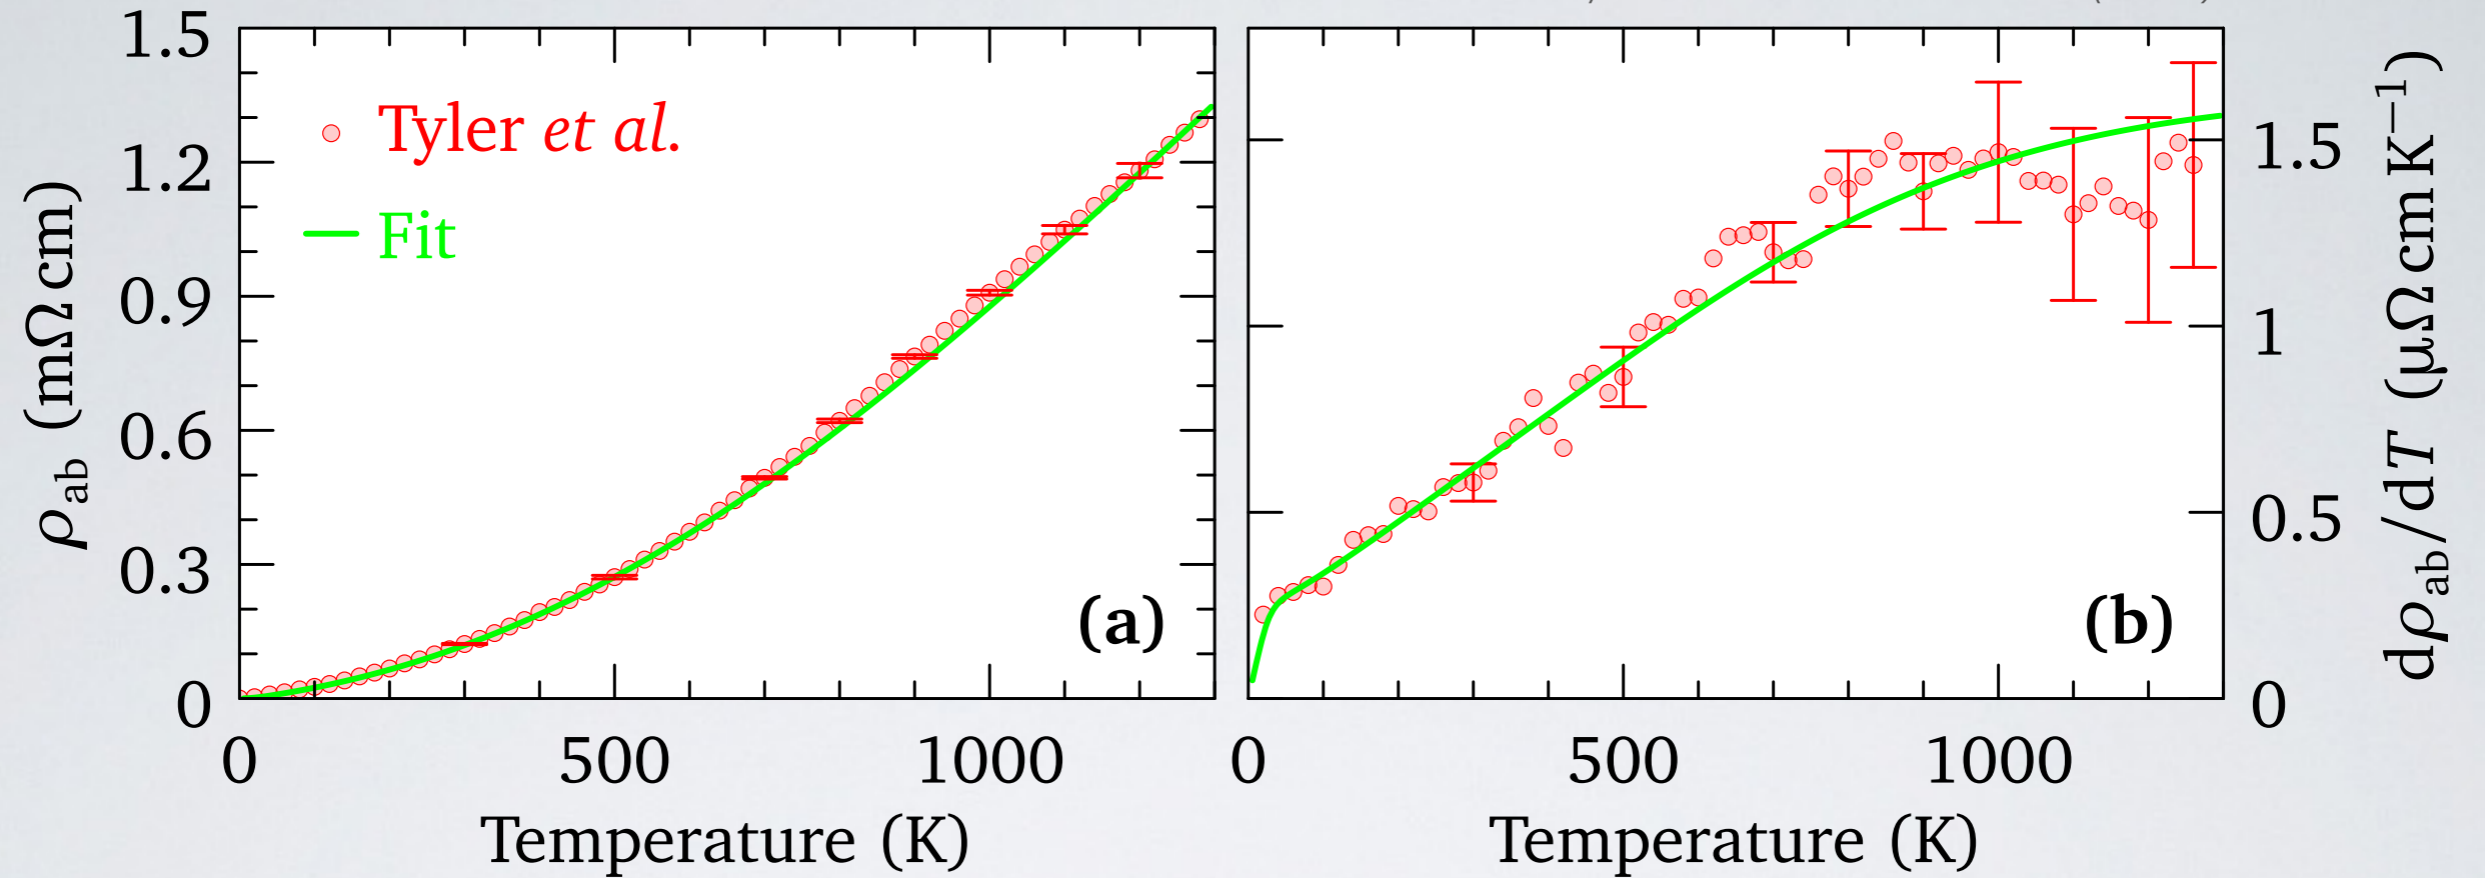 1.5
1.2
0.9
0.6
0.3
0
ρab (mΩ cm)
Tyler et al.
Fit
(a)
0 500 1000
Temperature (K)
(b)
0 500 1000
Temperature (K)
1.5
1
0.5
0
dρab/dT (μΩ cm K−1)